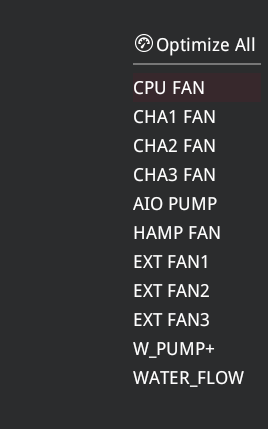 Optimize All
CPU FAN
CHA1 FAN
CHA2 FAN
CHA3 FAN
AIO PUMP
HAMP FAN
EXT FAN1
EXT FAN2
EXT FAN3
W_PUMP+
WATER_FLOW